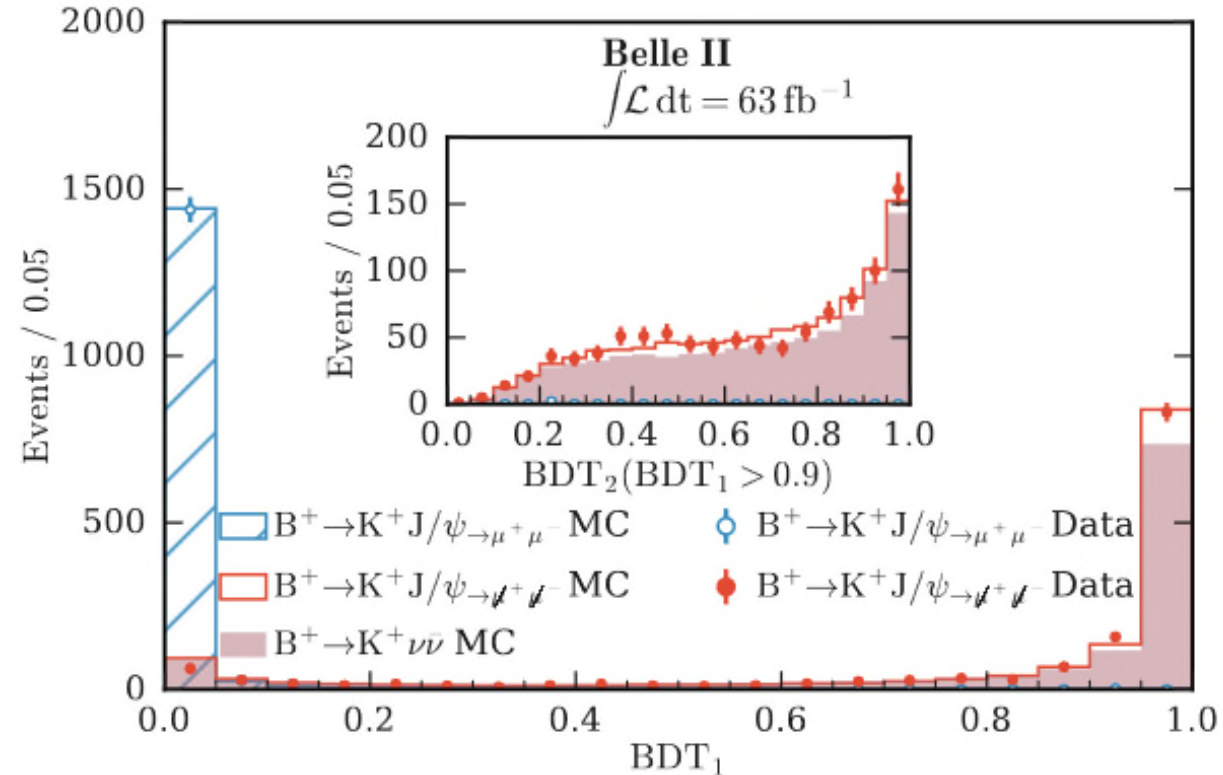 2000
Belle II
∫ℒ dt = 63 fb⁻¹
200
1500
150
Events / 0.05
Events / 0.05
100
1000
50
0
0.0 0.2 0.4 0.6 0.8 1.0
BDT₂(BDT₁ > 0.9)
500
B⁺→K⁺J/ψ→μ⁺μ⁻ MC
B⁺→K⁺J/ψ→μ⁺μ⁻ Data
B⁺→K⁺J/ψ→μ̸⁺μ̸⁻ MC
B⁺→K⁺J/ψ→μ̸⁺μ̸⁻ Data
B⁺→K⁺νν̄ MC
0
0.0 0.2 0.4 0.6 0.8 1.0
BDT₁